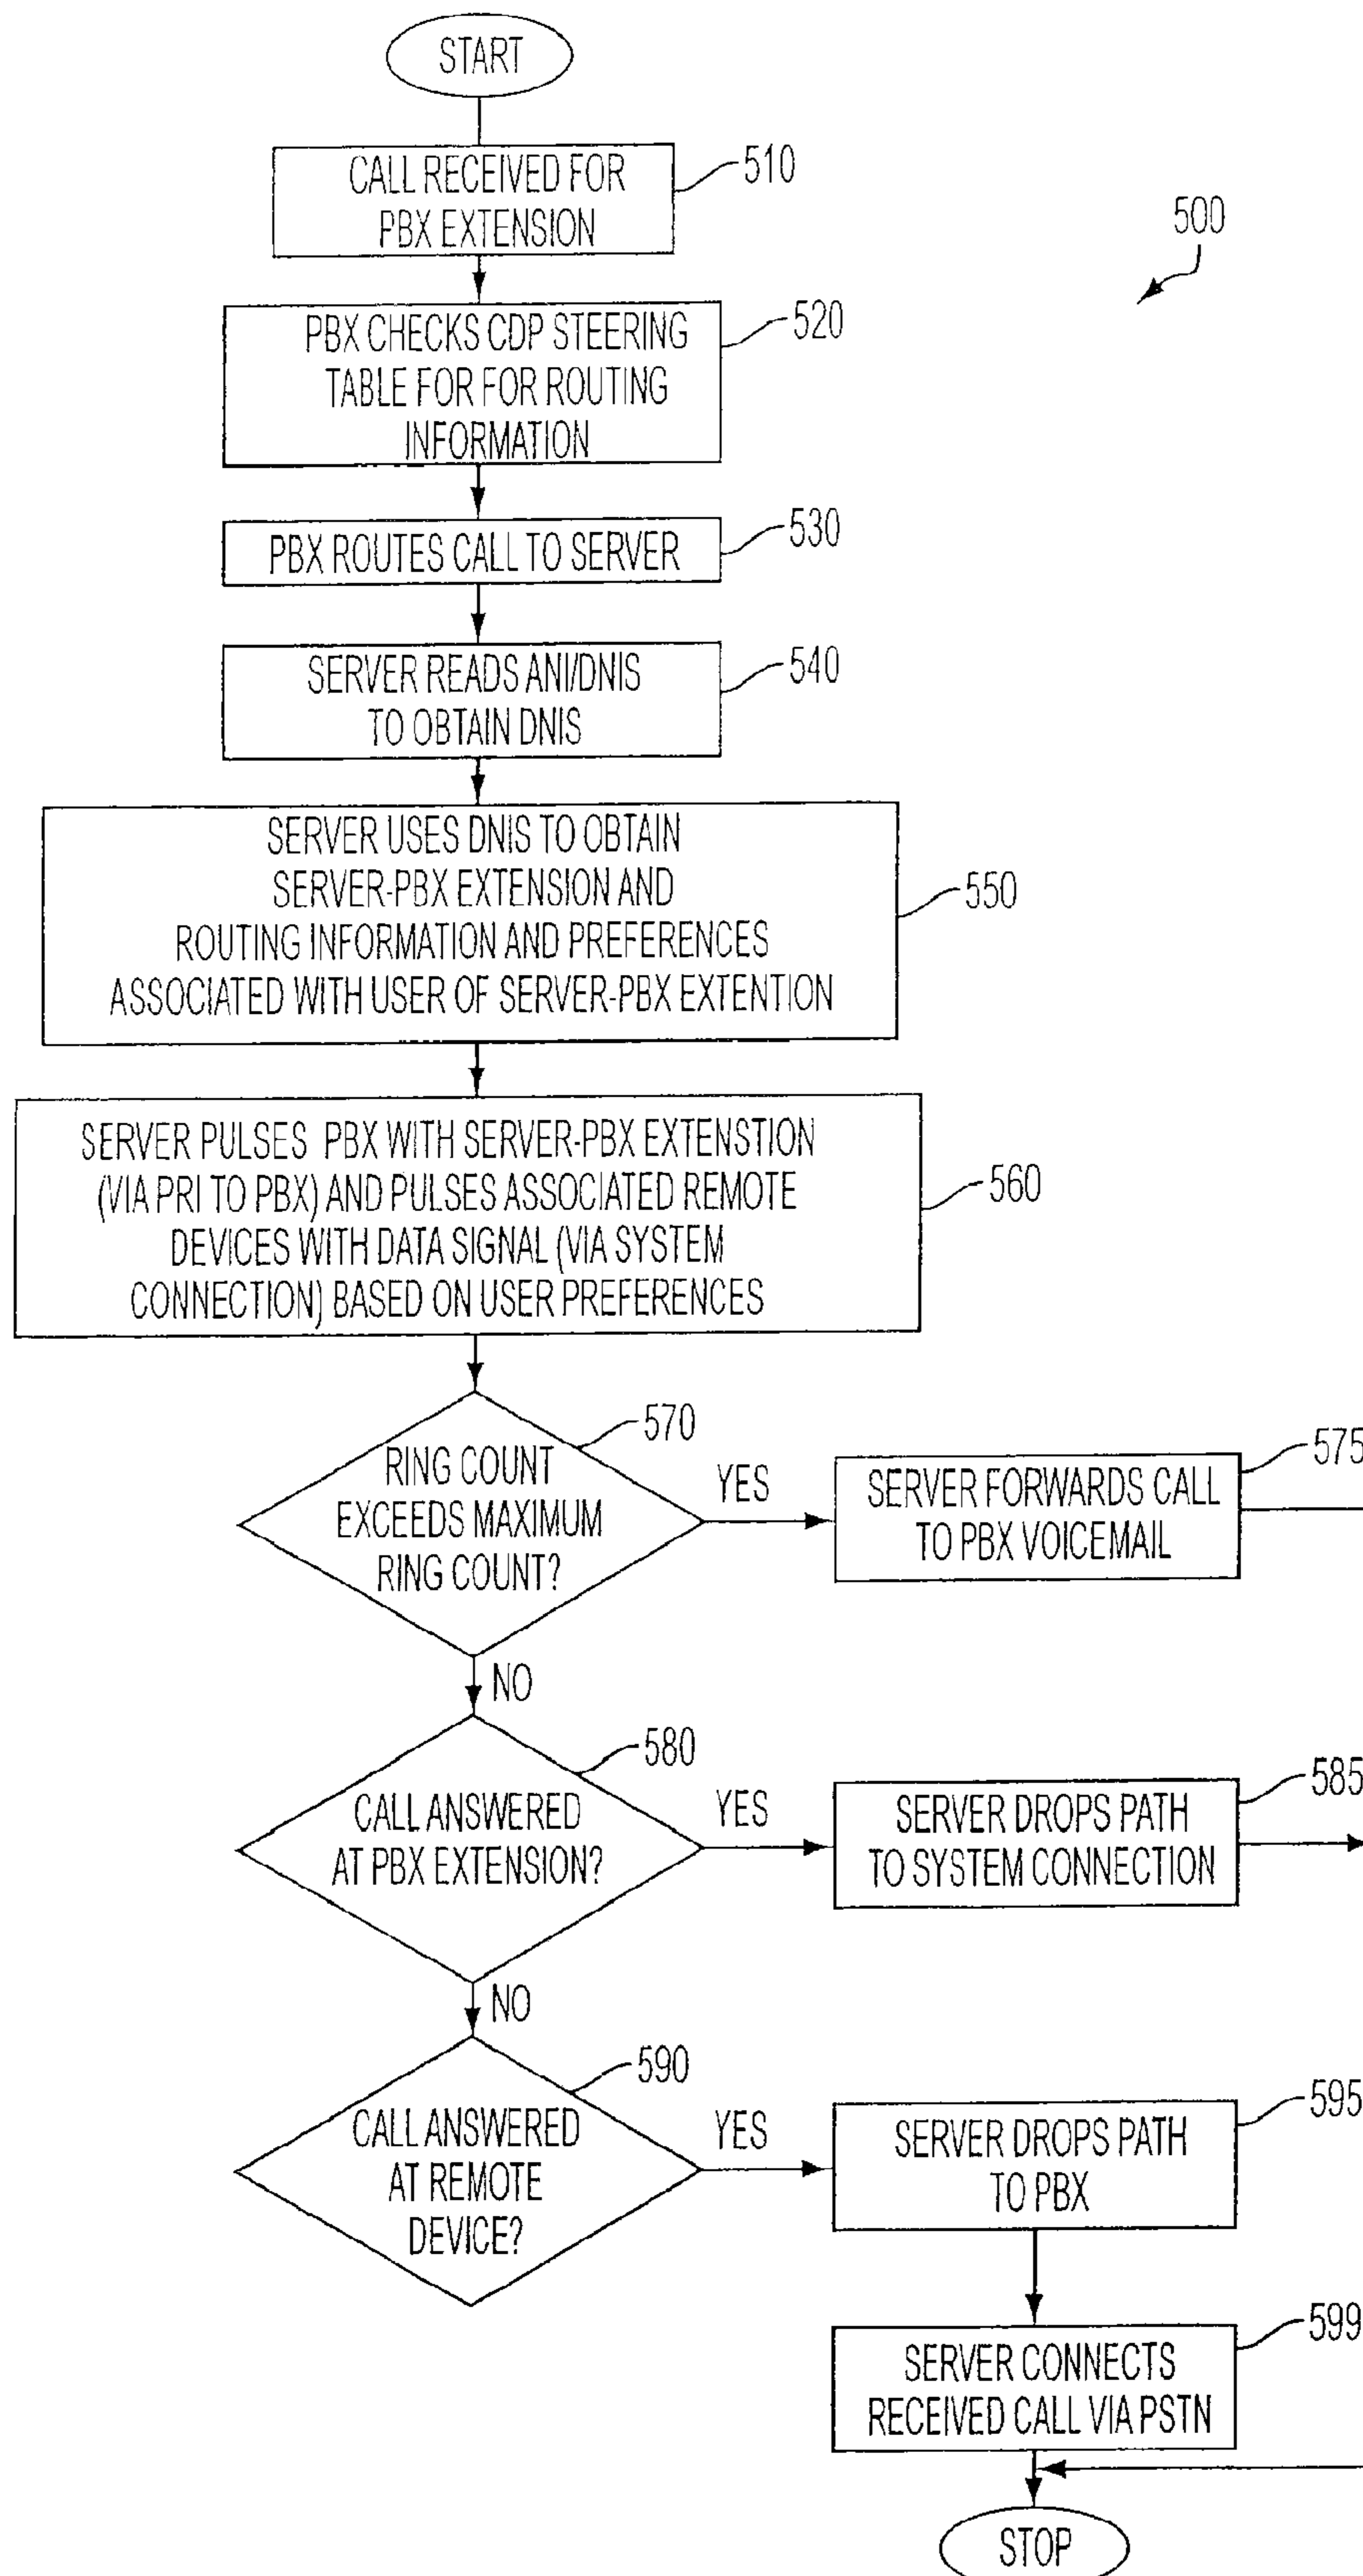 START
CALL RECEIVED FOR
PBX EXTENSION
510
500
PBX CHECKS CDP STEERING
TABLE FOR FOR ROUTING
INFORMATION
520
PBX ROUTES CALL TO SERVER
530
SERVER READS ANI/DNIS
TO OBTAIN DNIS
540
SERVER USES DNIS TO OBTAIN
SERVER-PBX EXTENSION AND
ROUTING INFORMATION AND PREFERENCES
ASSOCIATED WITH USER OF SERVER-PBX EXTENTION
550
SERVER PULSES PBX WITH SERVER-PBX EXTENSTION
(VIA PRI TO PBX) AND PULSES ASSOCIATED REMOTE
DEVICES WITH DATA SIGNAL (VIA SYSTEM
CONNECTION) BASED ON USER PREFERENCES
560
RING COUNT
EXCEEDS MAXIMUM
RING COUNT?
570
YES
SERVER FORWARDS CALL
TO PBX VOICEMAIL
575
NO
CALL ANSWERED
AT PBX EXTENSION?
580
YES
SERVER DROPS PATH
TO SYSTEM CONNECTION
585
NO
CALL ANSWERED
AT REMOTE
DEVICE?
590
YES
SERVER DROPS PATH
TO PBX
595
SERVER CONNECTS
RECEIVED CALL VIA PSTN
599
STOP